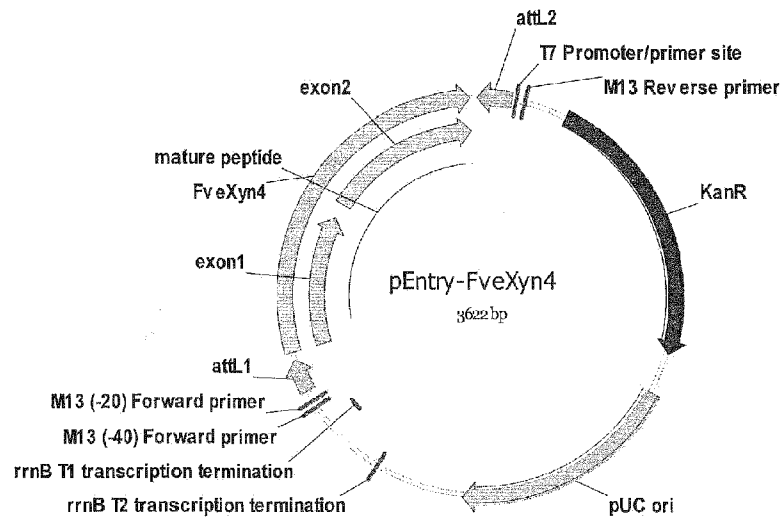 attL2
T7 Promoter/primer site
M13 Reverse primer
exon2
mature peptide
FveXyn4
KanR
exon1
pEntry-FveXyn4
3622 bp
attL1
M13 (-20) Forward primer
M13 (-40) Forward primer
rrnB T1 transcription termination
rrnB T2 transcription termination
pUC ori